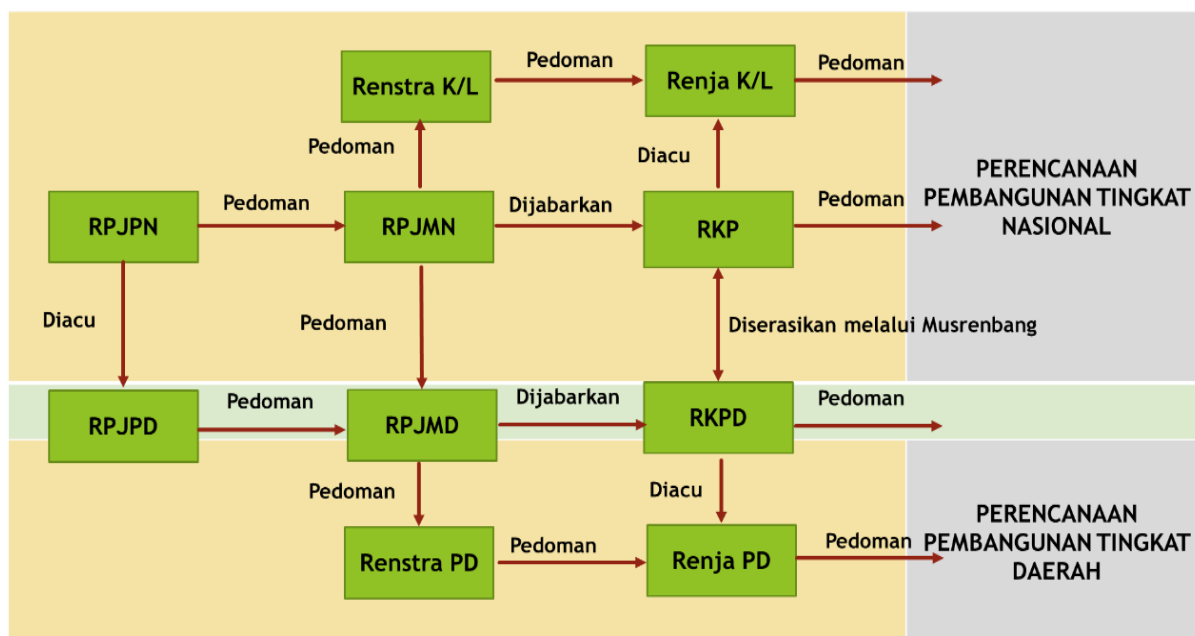 Pedoman
Pedoman
Renstra K/L
Renja K/L
Pedoman
Diacu
PERENCANAAN
PEMBANGUNAN TINGKAT
NASIONAL
Pedoman
Dijabarkan
Pedoman
RPJPN
RPJMN
RKP
Diacu
Pedoman
Diserasikan melalui Musrenbang
Pedoman
Dijabarkan
Pedoman
RPJPD
RPJMD
RKPD
Pedoman
Diacu
PERENCANAAN
PEMBANGUNAN TINGKAT
DAERAH
Pedoman
Pedoman
Renstra PD
Renja PD